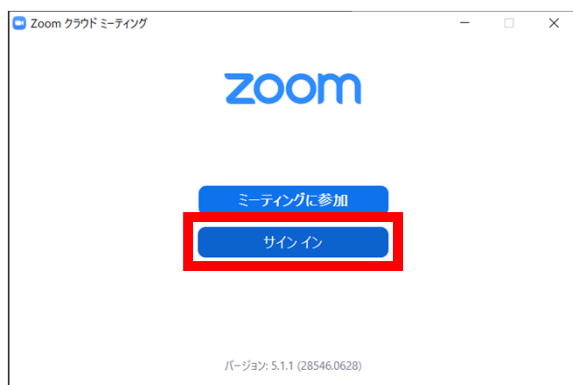 Zoom クラウド ミーティング
zoom
ミーティングに参加
サイン イン
バージョン: 5.1.1 (28546.0628)